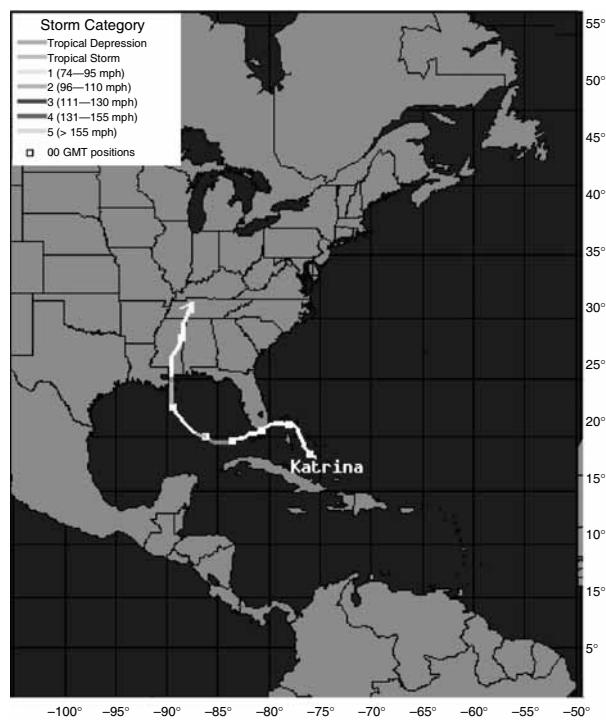 Storm Category
Tropical Depression
Tropical Storm
1 (74—95 mph)
2 (96—110 mph)
3 (111—130 mph)
4 (131—155 mph)
5 (> 155 mph)
00 GMT positions
55°
50°
45°
40°
35°
30°
25°
20°
15°
10°
15°
5°
Katrina
–100° –95° –90° –85° –80° –75° –70° –65° –60° –55° –50°